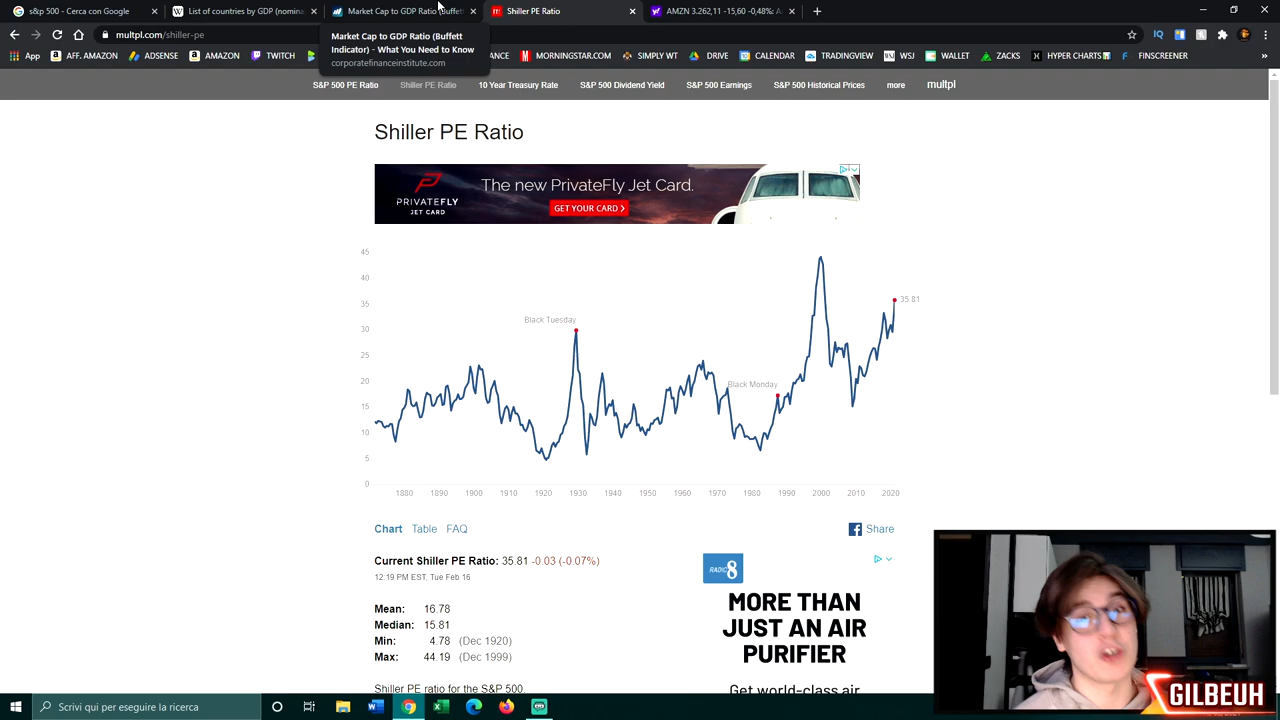 s&p 500 - Cerca con Google
List of countries by GDP (nomina
Market Cap to GDP Ratio (Buffett
Shiller PE Ratio
AMZN 3.262,11 -15,60 -0,48% : A
multpl.com/shiller-pe
Market Cap to GDP Ratio (Buffett
Indicator) - What You Need to Know
corporatefinanceinstitute.com
App
AFF. AMAZON
ADSENSE
AMAZON
TWITCH
MORNINGSTAR.COM
SIMPLY WT
DRIVE
CALENDAR
TRADINGVIEW
WSJ
WALLET
ZACKS
HYPER CHARTS
FINSCREENER
S&P 500 PE Ratio
Shiller PE Ratio
10 Year Treasury Rate
S&P 500 Dividend Yield
S&P 500 Earnings
S&P 500 Historical Prices
more
multpl
Shiller PE Ratio
PRIVATEFLY
JET CARD
The new PrivateFly Jet Card.
GET YOUR CARD >
45
40
35
30
25
20
15
10
5
0
Black Tuesday
Black Monday
35.81
1880 1890 1900 1910 1920 1930 1940 1950 1960 1970 1980 1990 2000 2010 2020
Chart Table FAQ
Share
Current Shiller PE Ratio: 35.81 -0.03 (-0.07%)
12:19 PM EST, Tue Feb 16
Mean: 16.78
Median: 15.81
Min: 4.78 (Dec 1920)
Max: 44.19 (Dec 1999)
Shiller PE ratio for the S&P 500.
RADIC8
MORE THAN
JUST AN AIR
PURIFIER
Get world-class air
GILBEUH
Scrivi qui per eseguire la ricerca